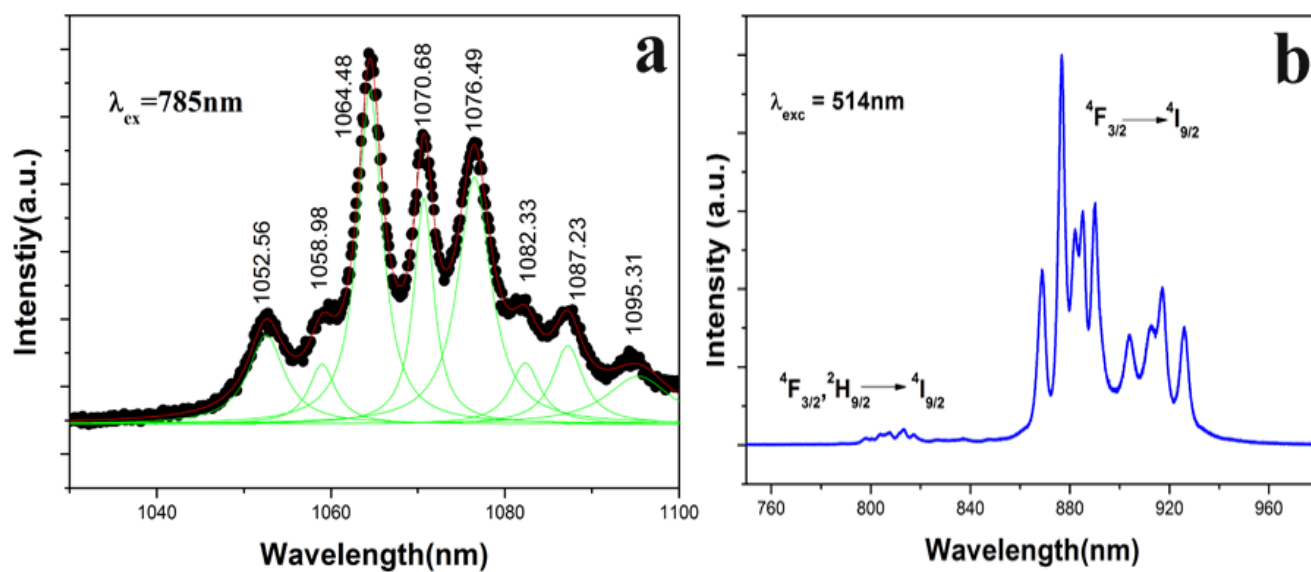 a
λex=785nm
1052.56
1058.98
1064.48
1070.68
1076.49
1082.33
1087.23
1095.31
Intenstiy(a.u.)
1040
1060
1080
1100
Wavelength(nm)
b
λexc = 514nm
4F3/2 → 4I9/2
4F3/2,2H9/2 → 4I9/2
Intensity (a.u.)
760
800
840
880
920
960
Wavelength(nm)